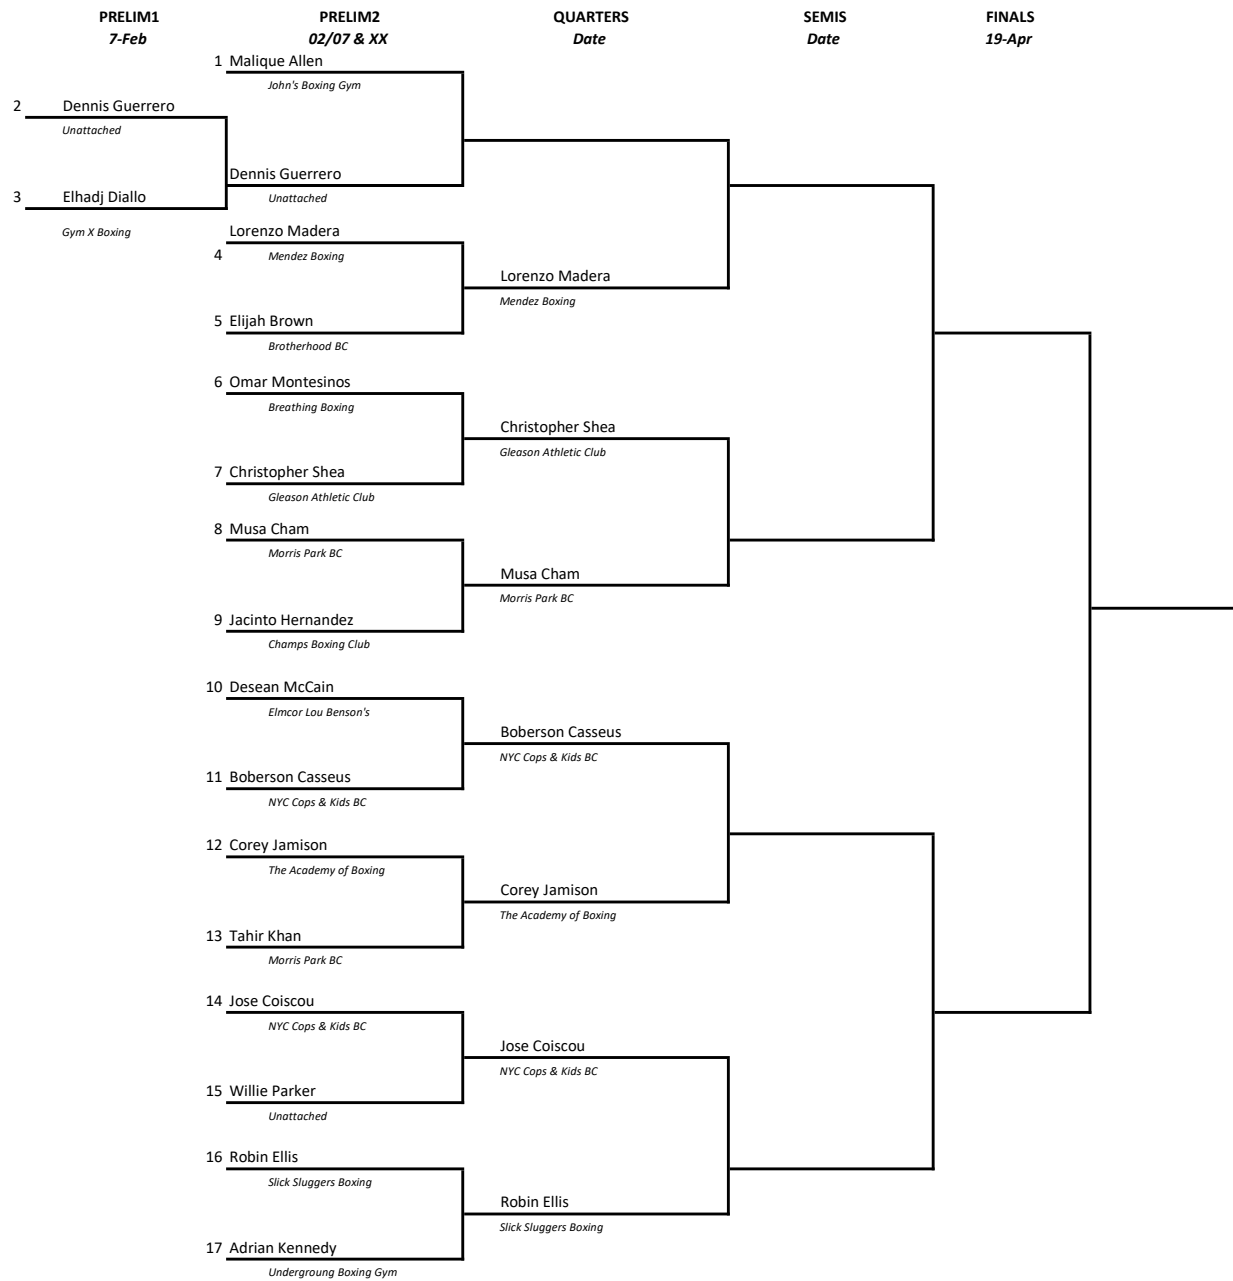 PRELIM1 PRELIM2 QUARTERS SEMIS FINALS
7-Feb 02/07 & XX Date Date 19-Apr
1 Malique Allen
John's Boxing Gym
2 Dennis Guerrero
Unattached
Dennis Guerrero
Unattached
3 Elhadj Diallo
Gym X Boxing
Lorenzo Madera
4 Mendez Boxing
Lorenzo Madera
Mendez Boxing
5 Elijah Brown
Brotherhood BC
6 Omar Montesinos
Breathing Boxing
Christopher Shea
Gleason Athletic Club
7 Christopher Shea
Gleason Athletic Club
8 Musa Cham
Morris Park BC
Musa Cham
Morris Park BC
9 Jacinto Hernandez
Champs Boxing Club
10 Desean McCain
Elmcor Lou Benson's
Boberson Casseus
NYC Cops & Kids BC
11 Boberson Casseus
NYC Cops & Kids BC
12 Corey Jamison
The Academy of Boxing
Corey Jamison
The Academy of Boxing
13 Tahir Khan
Morris Park BC
14 Jose Coiscou
NYC Cops & Kids BC
Jose Coiscou
NYC Cops & Kids BC
15 Willie Parker
Unattached
16 Robin Ellis
Slick Sluggers Boxing
Robin Ellis
Slick Sluggers Boxing
17 Adrian Kennedy
Undergroung Boxing Gym